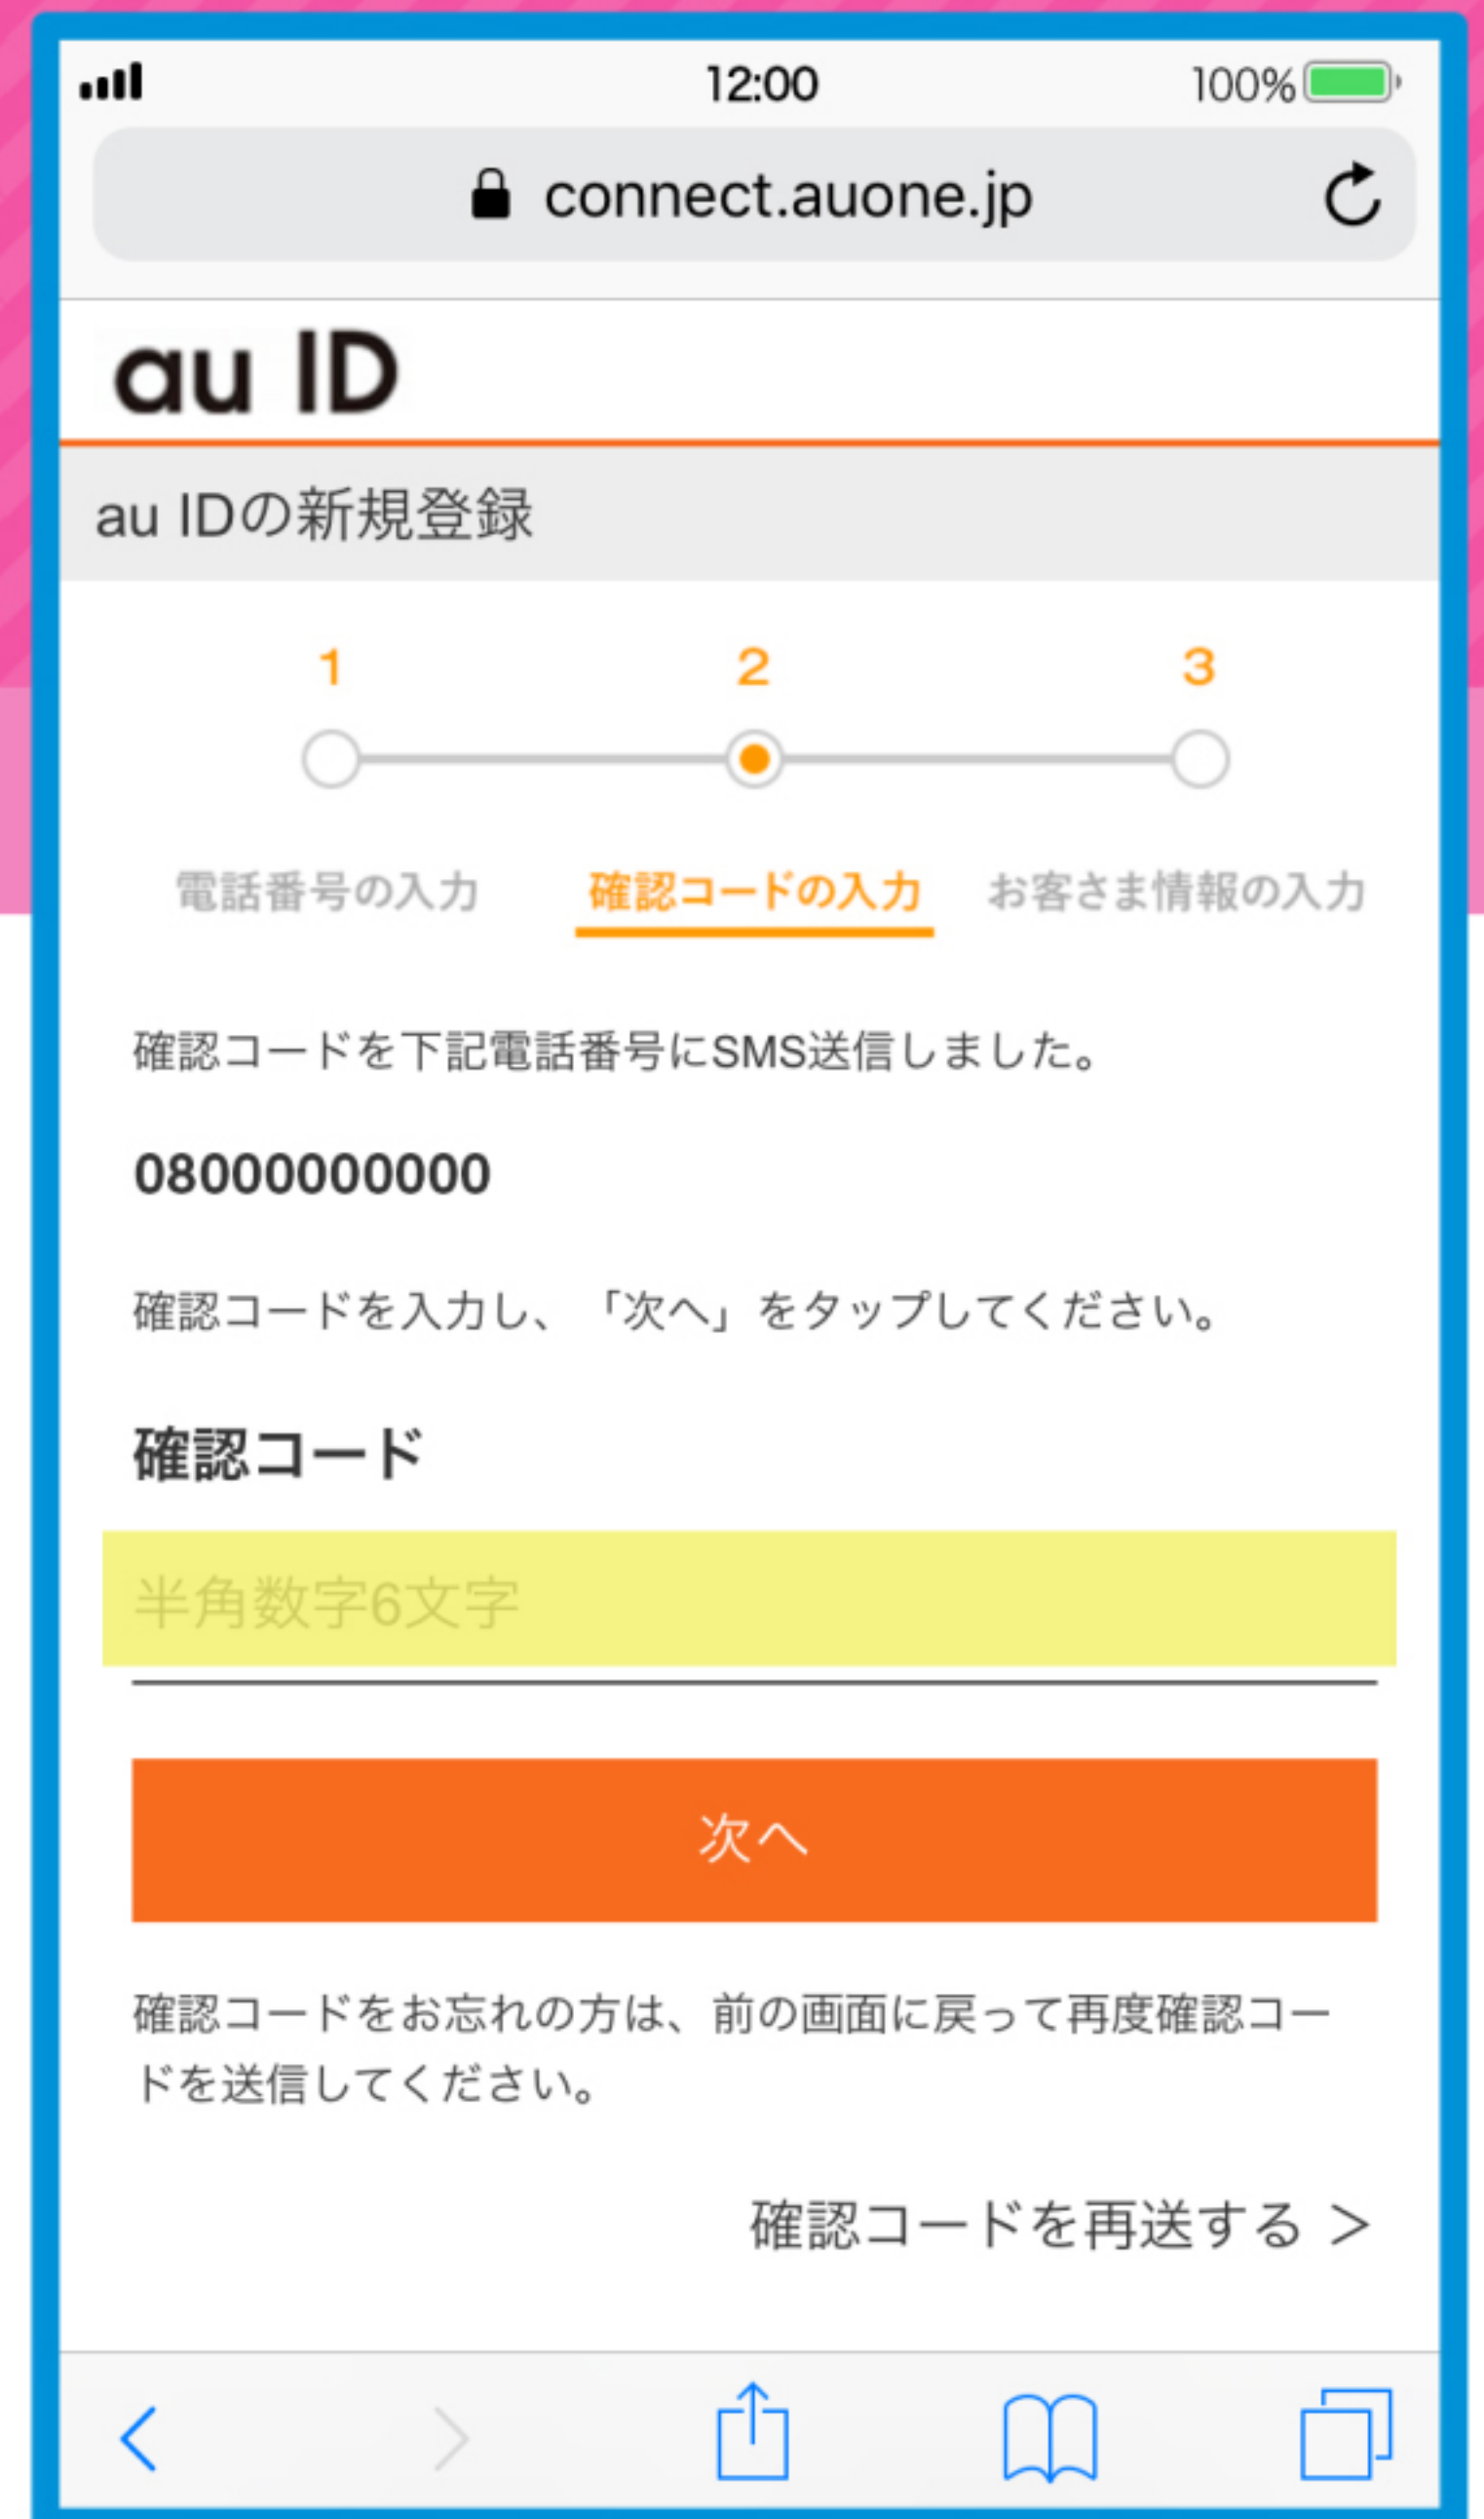 12:00
100%
connect.auone.jp
au ID
au IDの新規登録
1 2 3
電話番号の入力 確認コードの入力 お客さま情報の入力
確認コードを下記電話番号にSMS送信しました。
08000000000
確認コードを入力し、「次へ」をタップしてください。
確認コード
半角数字6文字
次へ
確認コードをお忘れの方は、前の画面に戻って再度確認コー
ドを送信してください。
確認コードを再送する >